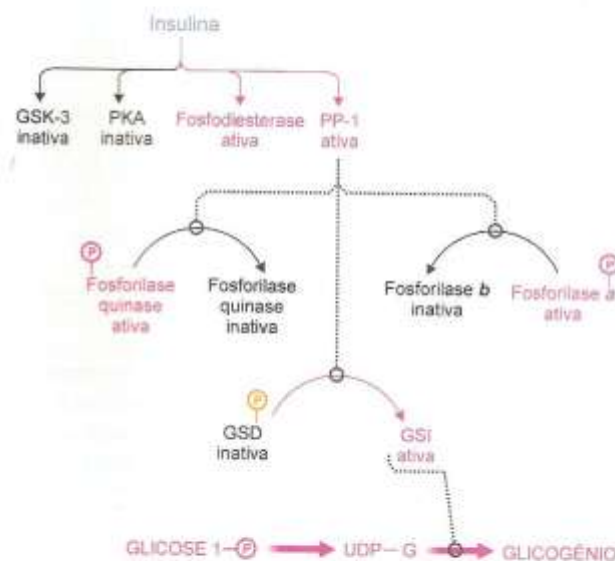 Insulina
GSK-3 inativa
PKA inativa
Fosfodiesterase ativa
PP-1 ativa
P
Fosforilase quinase ativa
Fosforilase quinase inativa
Fosforilase b inativa
P
Fosforilase a ativa
P
GSD inativa
GSI ativa
GLICOSE 1—P
UDP—G
GLICOGÊNIO